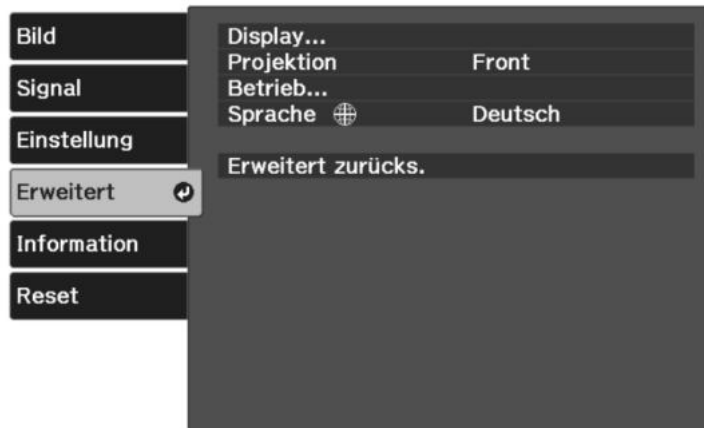 Bild
Signal
Einstellung
Erweitert
Information
Reset
Display...
Projektion Front
Betrieb...
Sprache Deutsch
Erweitert zurücks.